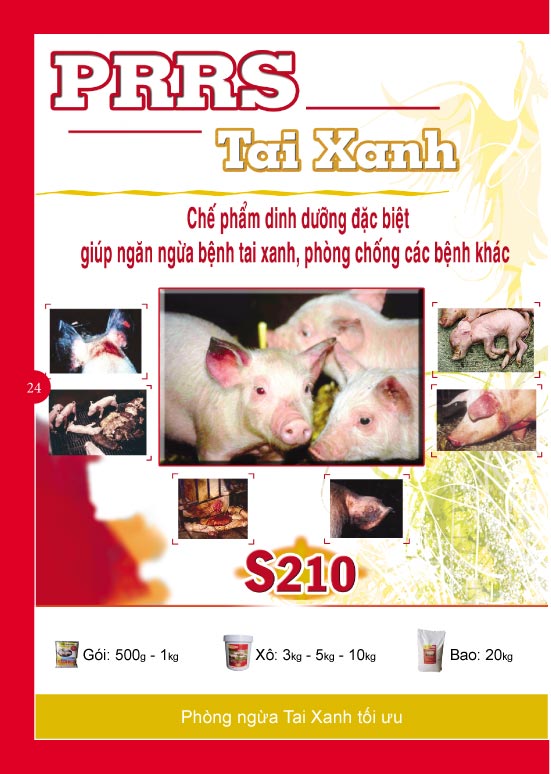 PRRS
Tai Xanh
Chế phẩm dinh dưỡng đặc biệt
giúp ngăn ngừa bệnh tai xanh, phòng chống các bệnh khác
24
S210
Gói: 500g - 1kg
Xô: 3kg - 5kg - 10kg
Bao: 20kg
Phòng ngừa Tai Xanh tối ưu